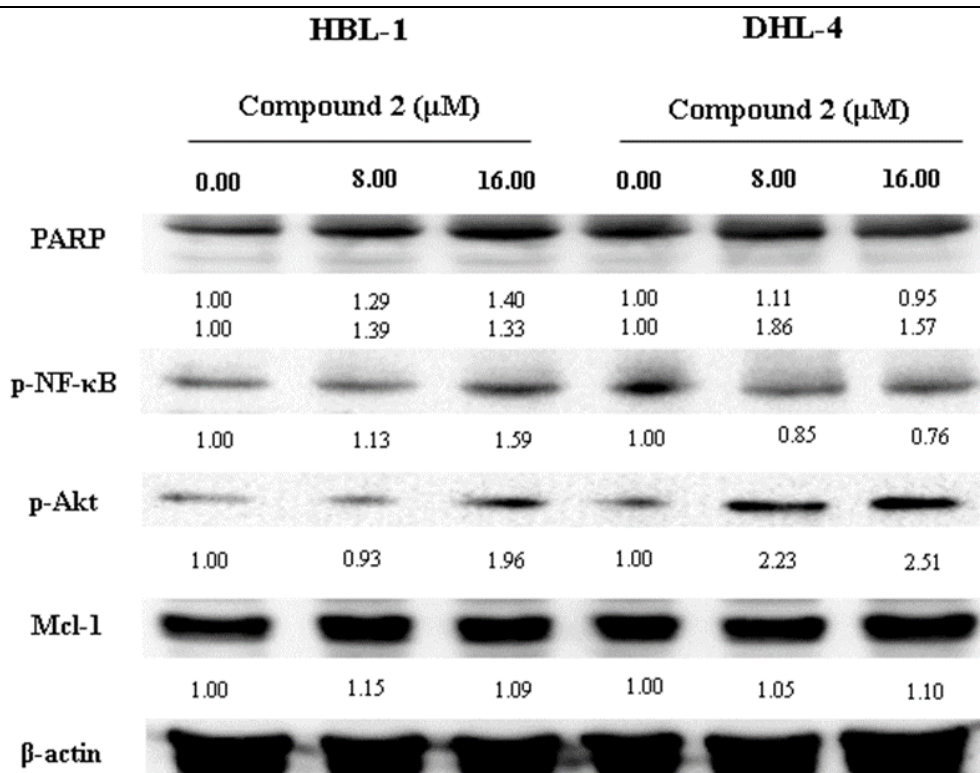 HBL-1 DHL-4
Compound 2 (μM) Compound 2 (μM)
0.00 8.00 16.00 0.00 8.00 16.00
PARP
1.00 1.29 1.40 1.00 1.11 0.95
1.00 1.39 1.33 1.00 1.86 1.57
p-NF-κB
1.00 1.13 1.59 1.00 0.85 0.76
p-Akt
1.00 0.93 1.96 1.00 2.23 2.51
Mcl-1
1.00 1.15 1.09 1.00 1.05 1.10
β-actin